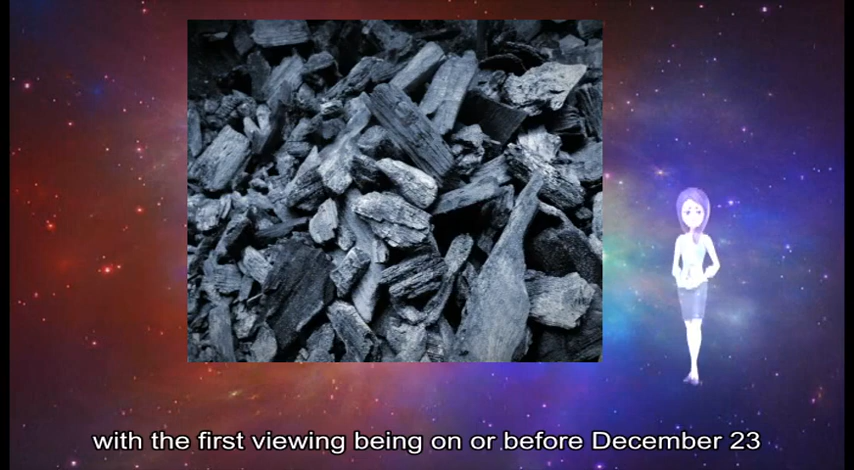 with the first viewing being on or before December 23